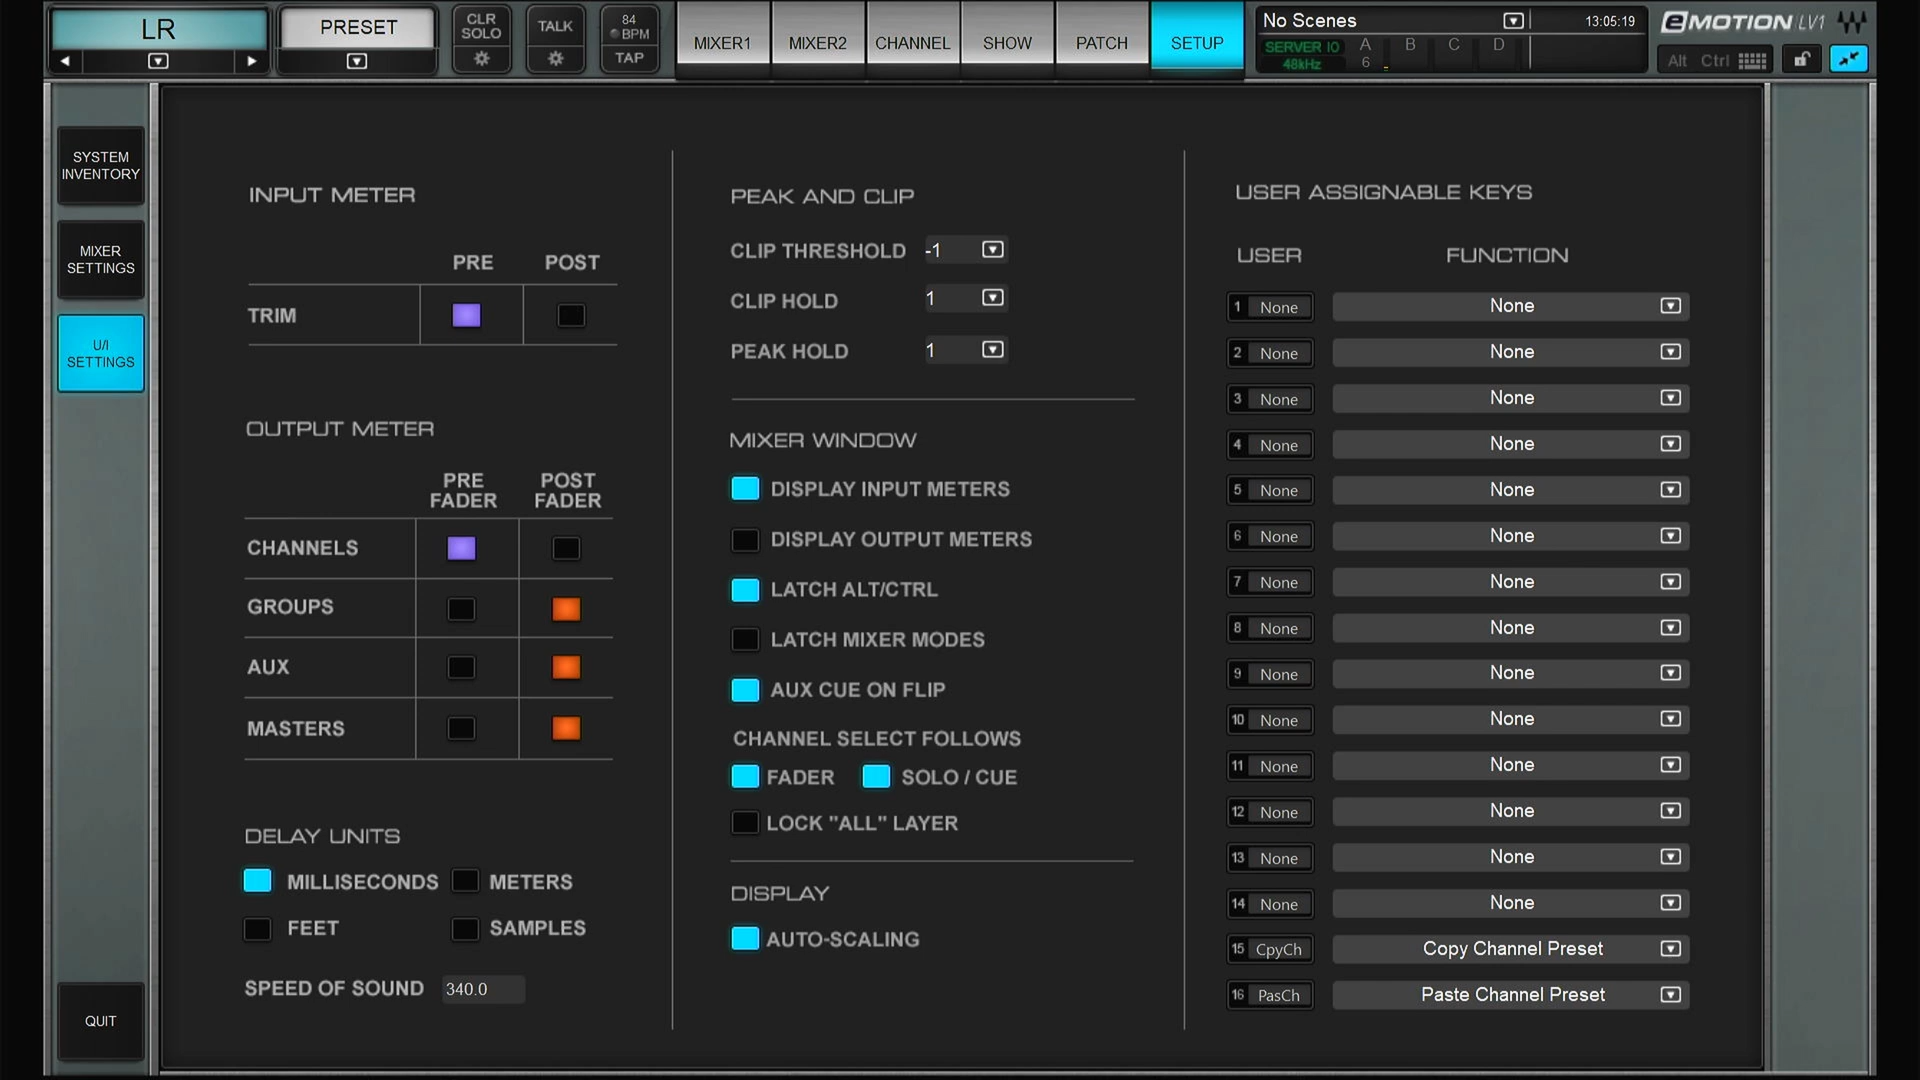 LR
PRESET
CLR
SOLO
TALK
84
BPM
TAP
MIXER1
MIXER2
CHANNEL
SHOW
PATCH
SETUP
No Scenes
13:05:19
SERVER IO
48kHz
A
B
C
D
6
eMOTION LV1
Alt
Ctrl
SYSTEM
INVENTORY
MIXER
SETTINGS
U/I
SETTINGS
QUIT
INPUT METER
PRE POST
TRIM
OUTPUT METER
PRE
FADER
POST
FADER
CHANNELS
GROUPS
AUX
MASTERS
DELAY UNITS
MILLISECONDS
METERS
FEET
SAMPLES
SPEED OF SOUND 340.0
PEAK AND CLIP
CLIP THRESHOLD -1
CLIP HOLD 1
PEAK HOLD 1
MIXER WINDOW
DISPLAY INPUT METERS
DISPLAY OUTPUT METERS
LATCH ALT/CTRL
LATCH MIXER MODES
AUX CUE ON FLIP
CHANNEL SELECT FOLLOWS
FADER SOLO / CUE
LOCK "ALL" LAYER
DISPLAY
AUTO-SCALING
USER ASSIGNABLE KEYS
USER FUNCTION
1 None None
2 None None
3 None None
4 None None
5 None None
6 None None
7 None None
8 None None
9 None None
10 None None
11 None None
12 None None
13 None None
14 None None
15 CpyCh Copy Channel Preset
16 PasCh Paste Channel Preset